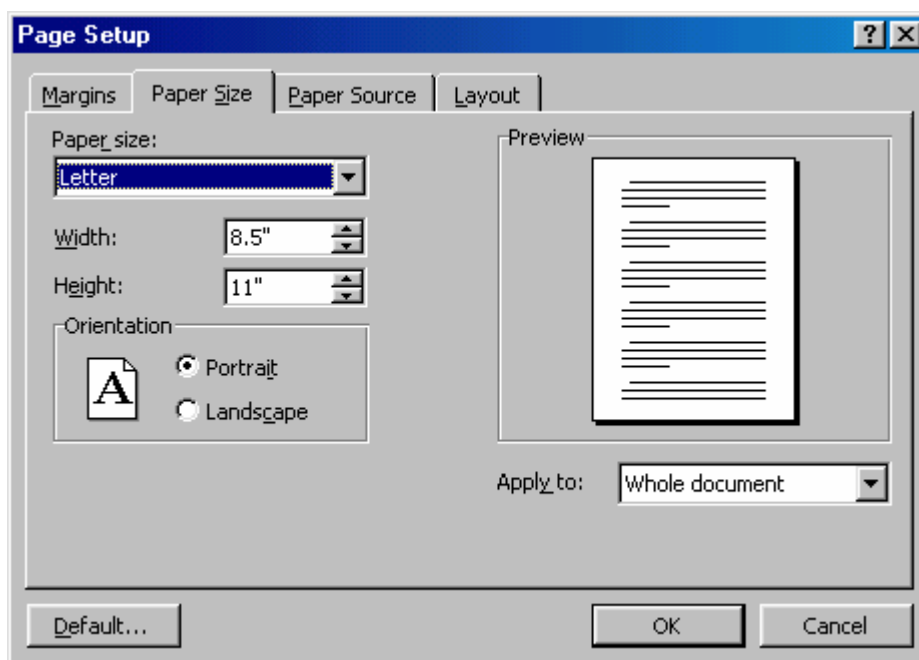 Page Setup
Margins Paper Size Paper Source Layout
Paper size:
Letter
Width: 8.5"
Height: 11"
Orientation
A
Portrait
Landscape
Preview
Apply to: Whole document
Default... OK Cancel